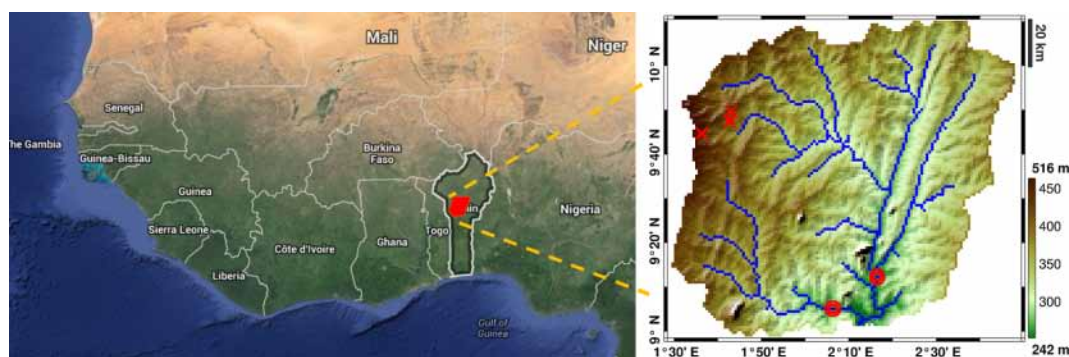 Mali
Niger
Senegal
The Gambia
Guinea-Bissau
Burkina
Faso
Guinea
Sierra Leone
Côte d'Ivoire
Ghana
Togo
Nigeria
Liberia
Gulf of
Guinea
20 km
10° N
9°40' N
9°20' N
9° N
1°30' E
1°50' E
2°10' E
2°30' E
516 m
450
400
350
300
242 m